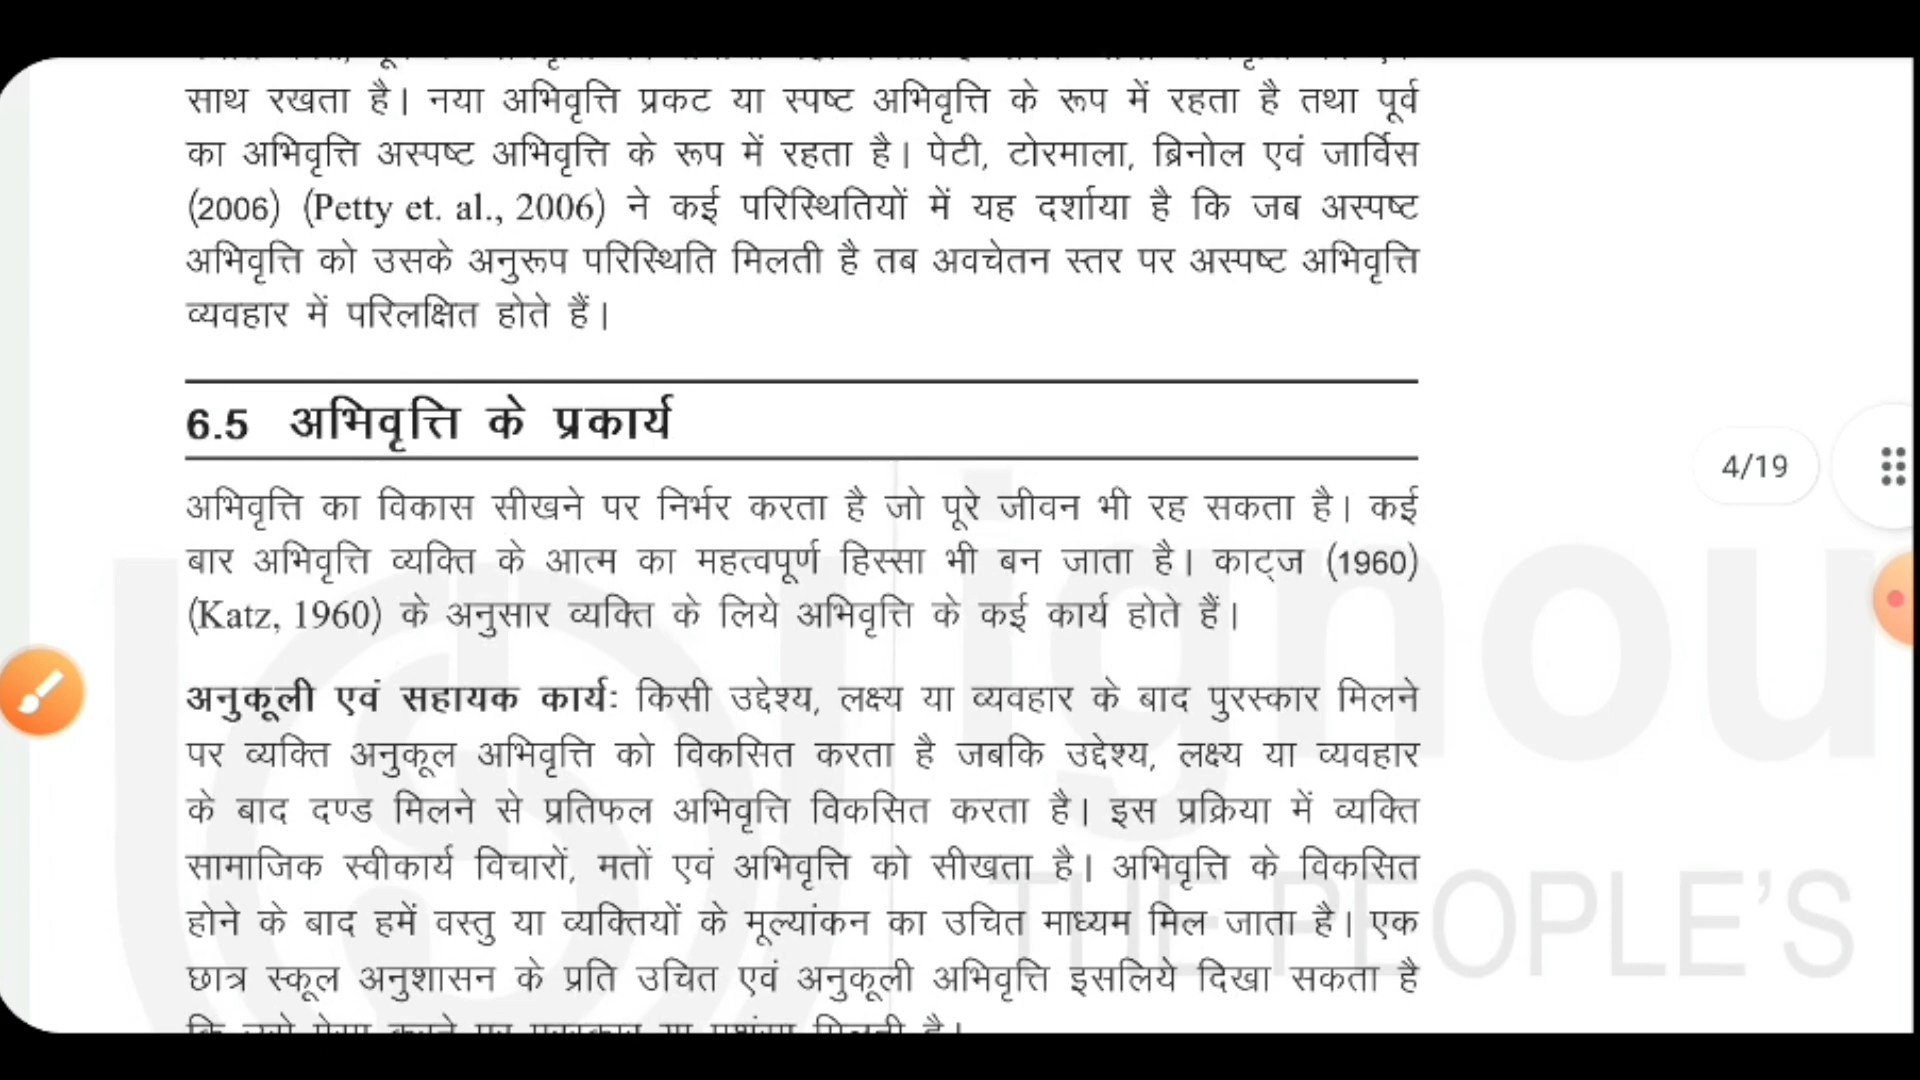 साथ रखता है। नया अभिवृत्ति प्रकट या स्पष्ट अभिवृत्ति के रूप में रहता है तथा पूर्व
का अभिवृत्ति अस्पष्ट अभिवृत्ति के रूप में रहता है। पेटी, टोरमाला, ब्रिनोल एवं जार्विस
(2006) (Petty et. al., 2006) ने कई परिस्थितियों में यह दर्शाया है कि जब अस्पष्ट
अभिवृत्ति को उसके अनुरूप परिस्थिति मिलती है तब अवचेतन स्तर पर अस्पष्ट अभिवृत्ति
व्यवहार में परिलक्षित होते हैं।
6.5 अभिवृत्ति के प्रकार्य
अभिवृत्ति का विकास सीखने पर निर्भर करता है जो पूरे जीवन भी रह सकता है। कई
बार अभिवृत्ति व्यक्ति के आत्म का महत्वपूर्ण हिस्सा भी बन जाता है। काट्ज (1960)
(Katz, 1960) के अनुसार व्यक्ति के लिये अभिवृत्ति के कई कार्य होते हैं।
अनुकूली एवं सहायक कार्यः किसी उद्देश्य, लक्ष्य या व्यवहार के बाद पुरस्कार मिलने
पर व्यक्ति अनुकूल अभिवृत्ति को विकसित करता है जबकि उद्देश्य, लक्ष्य या व्यवहार
के बाद दण्ड मिलने से प्रतिफल अभिवृत्ति विकसित करता है। इस प्रक्रिया में व्यक्ति
सामाजिक स्वीकार्य विचारों, मतों एवं अभिवृत्ति को सीखता है। अभिवृत्ति के विकसित
होने के बाद हमें वस्तु या व्यक्तियों के मूल्यांकन का उचित माध्यम मिल जाता है। एक
छात्र स्कूल अनुशासन के प्रति उचित एवं अनुकूली अभिवृत्ति इसलिये दिखा सकता है
4/19
ignou
THE PEOPLE'S